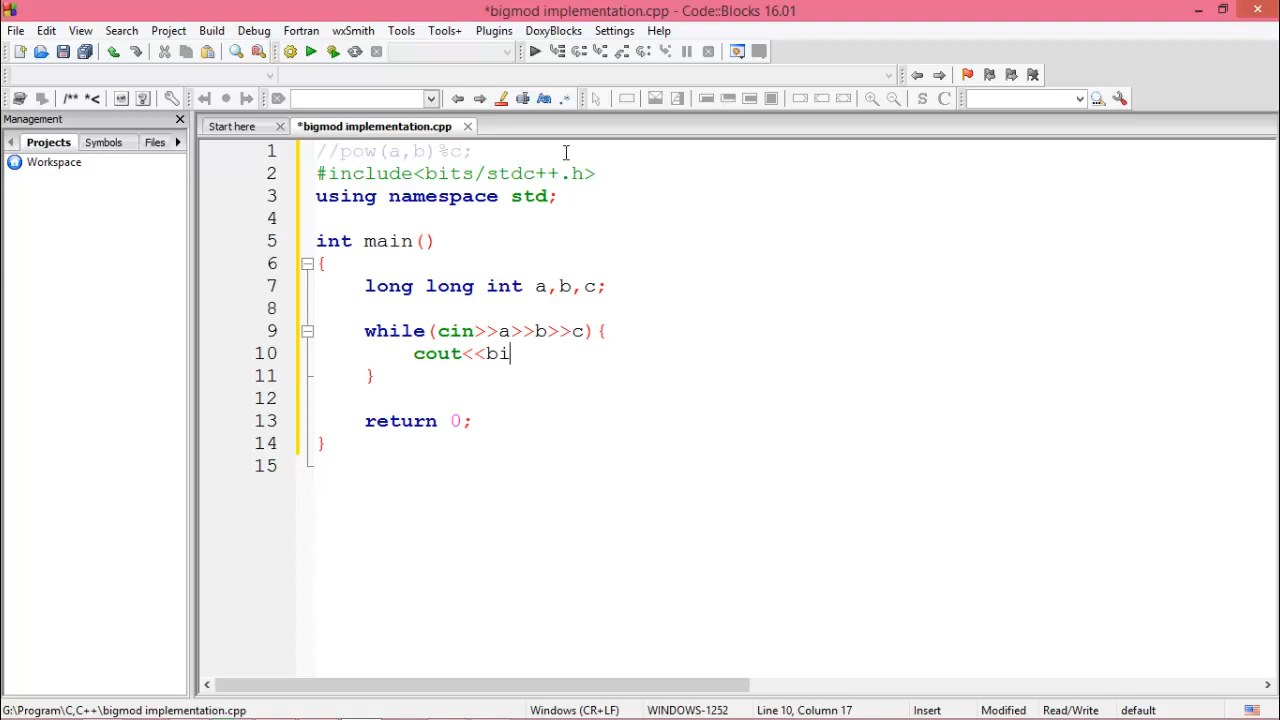 *bigmod implementation.cpp - Code::Blocks 16.01
File Edit View Search Project Build Debug Fortran wxSmith Tools Tools+ Plugins DoxyBlocks Settings Help
/** *< S C
Management
Start here *bigmod implementation.cpp
Projects Symbols Files
Workspace
1 //pow(a,b)%c;
2 #include<bits/stdc++.h>
3 using namespace std;
4
5 int main()
6 {
7 long long int a,b,c;
8
9 while(cin>>a>>b>>c){
10 cout<<bi
11 }
12
13 return 0;
14 }
15
G:\Program\C,C++\bigmod implementation.cpp Windows (CR+LF) WINDOWS-1252 Line 10, Column 17 Insert Modified Read/Write default